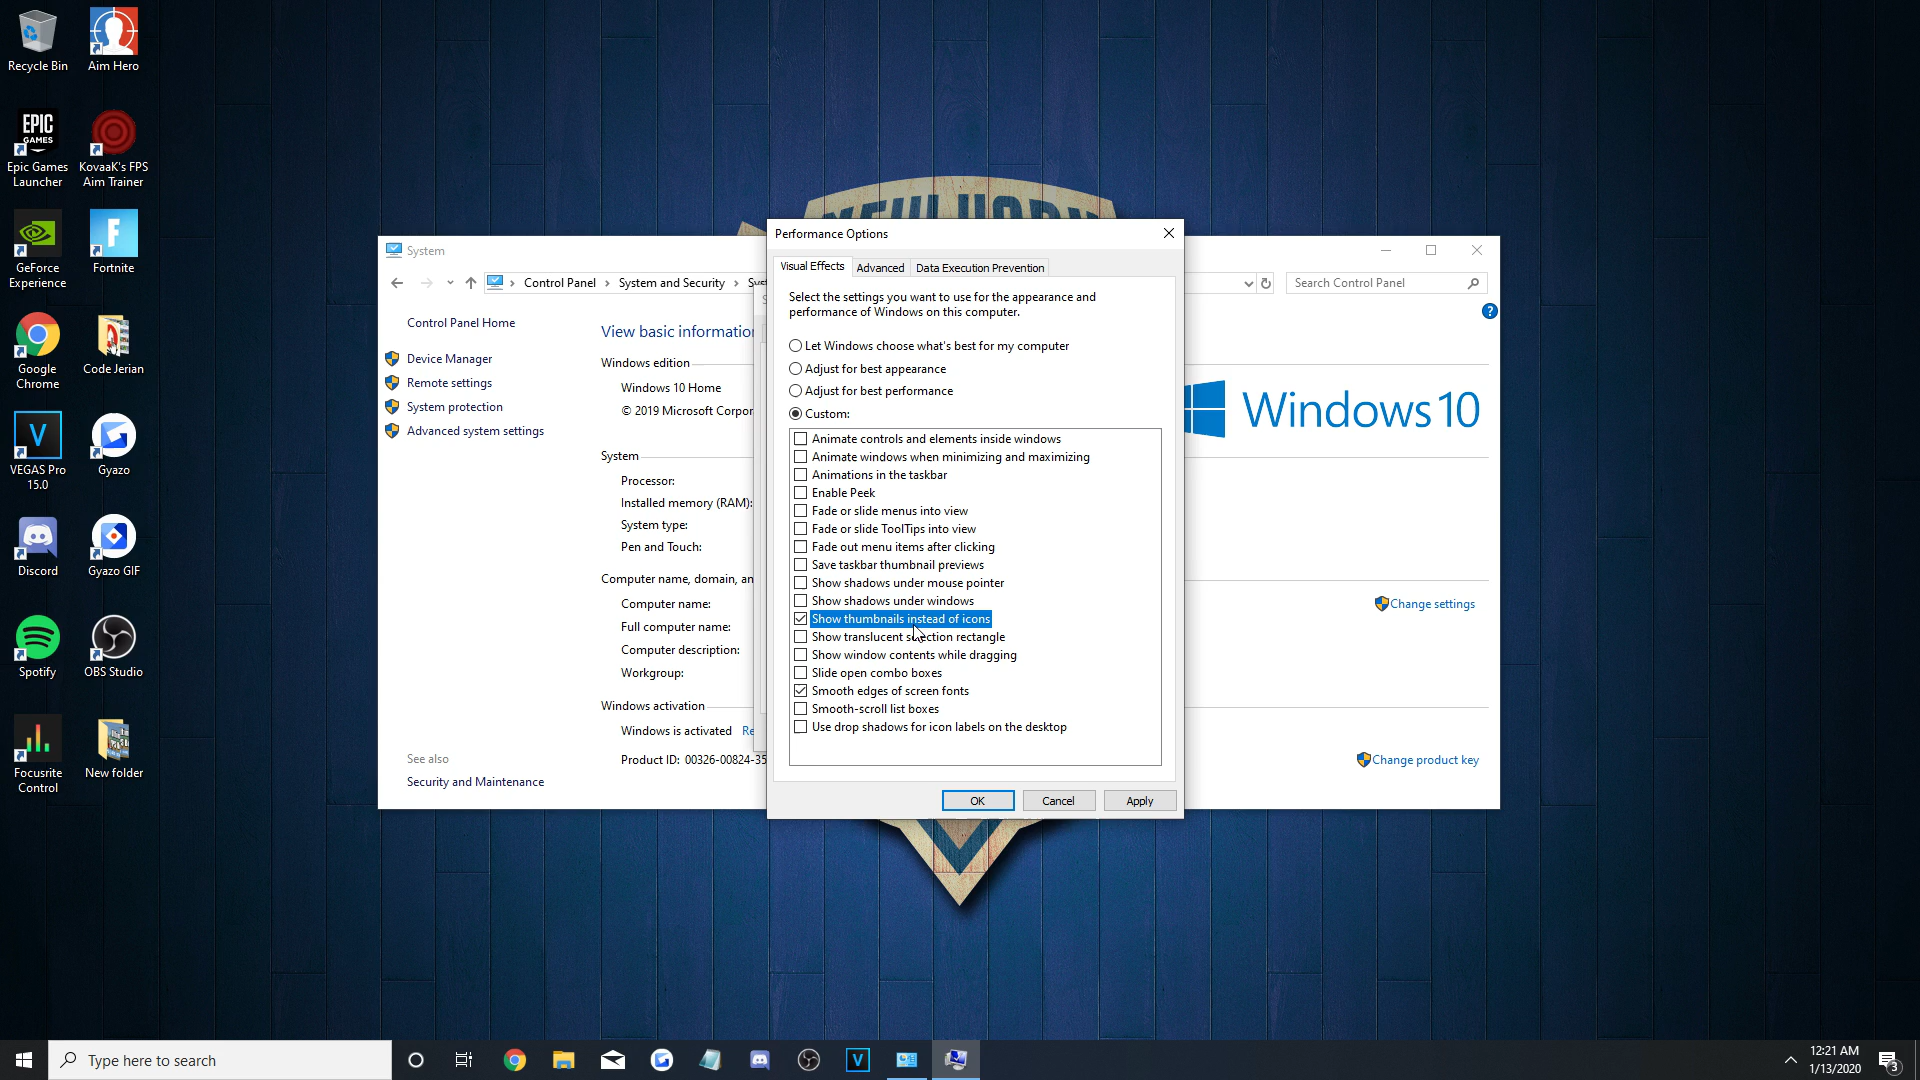 Recycle Bin
Aim Hero
EPIC
GAMES
Epic Games
Launcher
KovaaK's FPS
Aim Trainer
GeForce
Experience
F
Fortnite
Google
Chrome
Code Jerian
V
VEGAS Pro
15.0
Gyazo
Discord
Gyazo GIF
Spotify
OBS Studio
Focusrite
Control
New folder
System
Control Panel > System and Security >
Search Control Panel
?
Control Panel Home
Device Manager
Remote settings
System protection
Advanced system settings
See also
Security and Maintenance
Windows edition
Windows 10 Home
© 2019 Microsoft
System
Processor:
Installed memory (RAM):
System type:
Pen and Touch:
Computer name, domain,
Computer name:
Full computer name:
Computer description:
Workgroup:
Windows activation
Windows is activated
Product ID: 00326-00824-35
View basic
Windows 10
Change settings
Change product key
Performance Options
Visual Effects
Advanced
Data Execution Prevention
Select the settings you want to use for the appearance and
performance of Windows on this computer.
Let Windows choose what's best for my computer
Adjust for best appearance
Adjust for best performance
Custom:
Animate controls and elements inside windows
Animate windows when minimizing and maximizing
Animations in the taskbar
Enable Peek
Fade or slide menus into view
Fade or slide ToolTips into view
Fade out menu items after clicking
Save taskbar thumbnail previews
Show shadows under mouse pointer
Show shadows under windows
Show thumbnails instead of icons
Show translucent selection rectangle
Show window contents while dragging
Slide open combo boxes
Smooth edges of screen fonts
Smooth-scroll list boxes
Use drop shadows for icon labels on the desktop
OK
Cancel
Apply
Type here to search
V
12:21 AM
1/13/2020
3